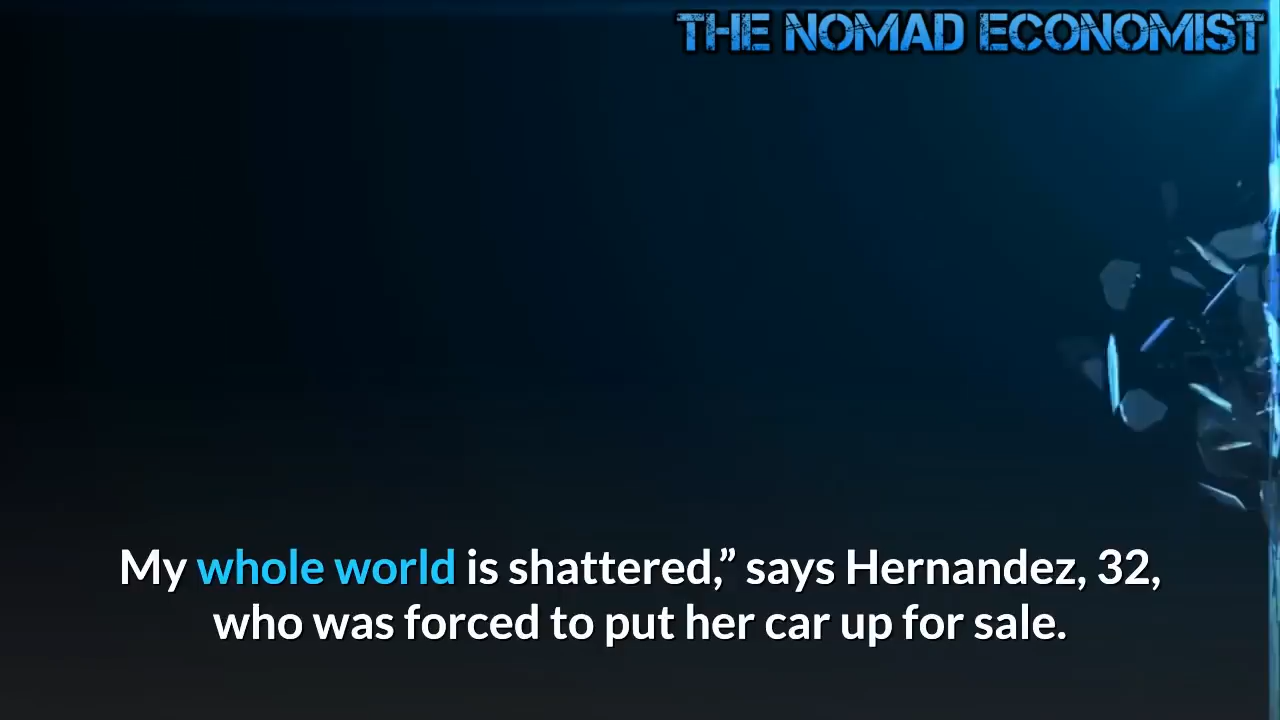 THE NOMAD ECONOMIST
My whole world is shattered,” says Hernandez, 32,
who was forced to put her car up for sale.